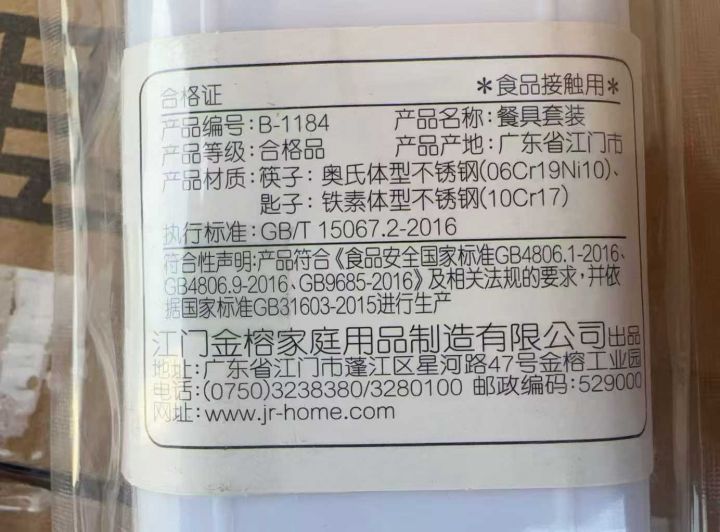 合格证 *食品接触用*
产品编号：B-1184 产品名称：餐具套装
产品等级：合格品 产品产地：广东省江门市
产品材质：筷子：奥氏体型不锈钢(06Cr19Ni10)、
匙子：铁素体型不锈钢(10Cr17)
执行标准：GB/T 15067.2-2016
符合性声明:产品符合《食品安全国家标准GB4806.1-2016、
GB4806.9-2016、GB9685-2016》及相关法规的要求，并依
据国家标准GB31603-2015进行生产
江门金榕家庭用品制造有限公司出品
地址:广东省江门市蓬江区星河路47号金榕工业园
电话:(0750)3238380/3280100 邮政编码:529000
网址:www.jr-home.com